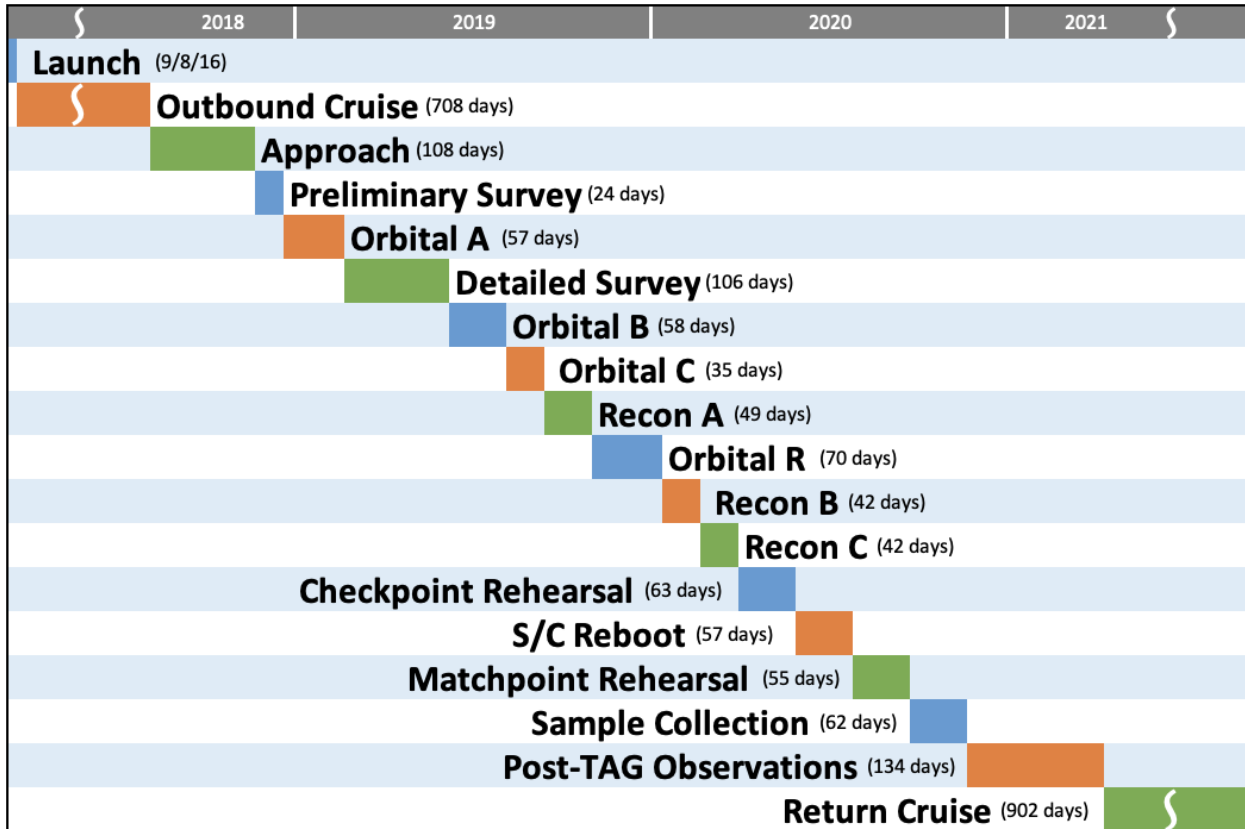 2018 2019 2020 2021
Launch (9/8/16)
Outbound Cruise (708 days)
Approach (108 days)
Preliminary Survey (24 days)
Orbital A (57 days)
Detailed Survey (106 days)
Orbital B (58 days)
Orbital C (35 days)
Recon A (49 days)
Orbital R (70 days)
Recon B (42 days)
Recon C (42 days)
Checkpoint Rehearsal (63 days)
S/C Reboot (57 days)
Matchpoint Rehearsal (55 days)
Sample Collection (62 days)
Post-TAG Observations (134 days)
Return Cruise (902 days)